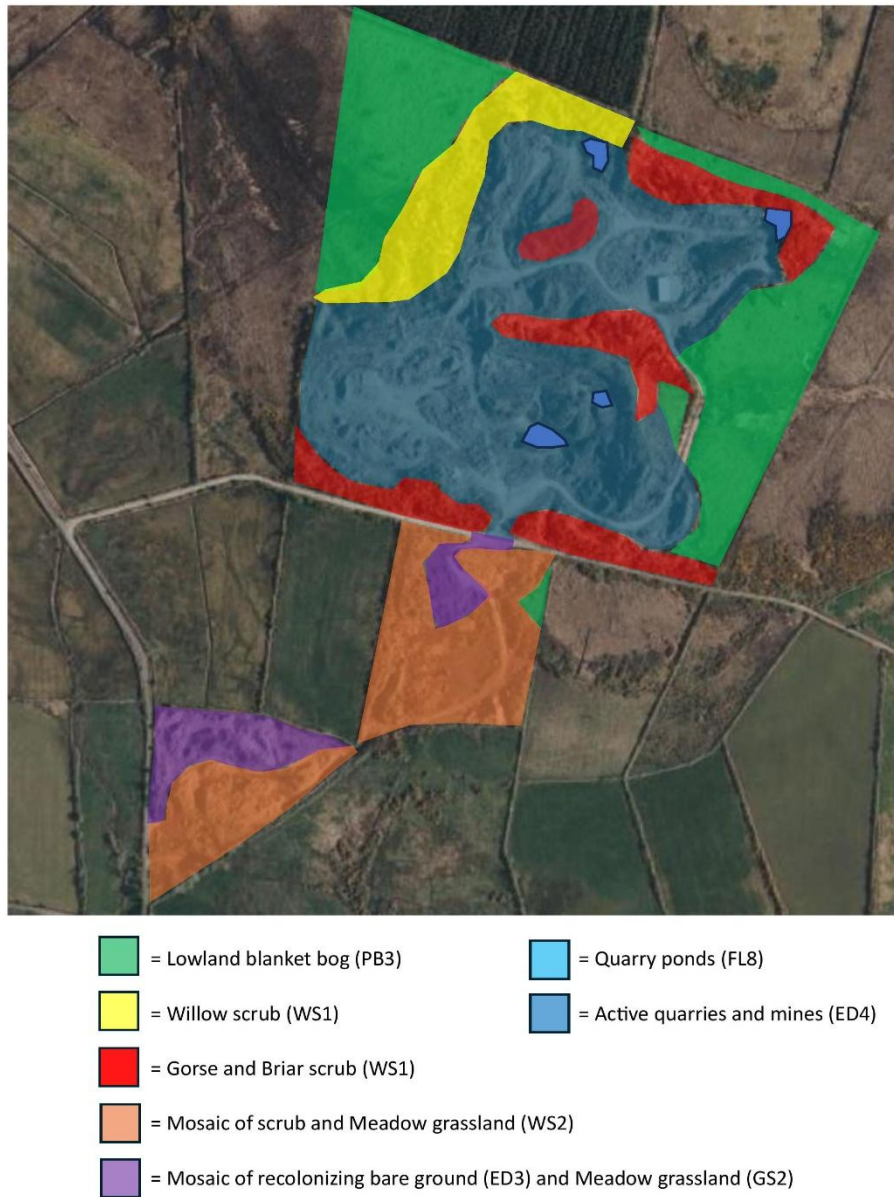 = Lowland blanket bog (PB3)
= Willow scrub (WS1)
= Gorse and Briar scrub (WS1)
= Mosaic of scrub and Meadow grassland (WS2)
= Mosaic of recolonizing bare ground (ED3) and Meadow grassland (GS2)
= Quarry ponds (FL8)
= Active quarries and mines (ED4)